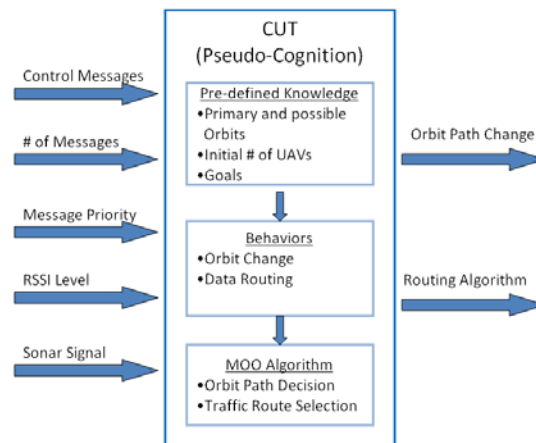 CUT
(Pseudo-Cognition)
Control Messages
# of Messages
Message Priority
RSSI Level
Sonar Signal
Pre-defined Knowledge
•Primary and possible
Orbits
•Initial # of UAVs
•Goals
Behaviors
•Orbit Change
•Data Routing
MOO Algorithm
•Orbit Path Decision
•Traffic Route Selection
Orbit Path Change
Routing Algorithm